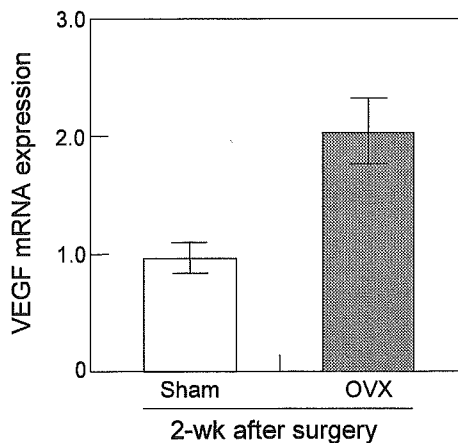 3.0
2.0
1.0
0
VEGF mRNA expression
Sham OVX
2-wk after surgery